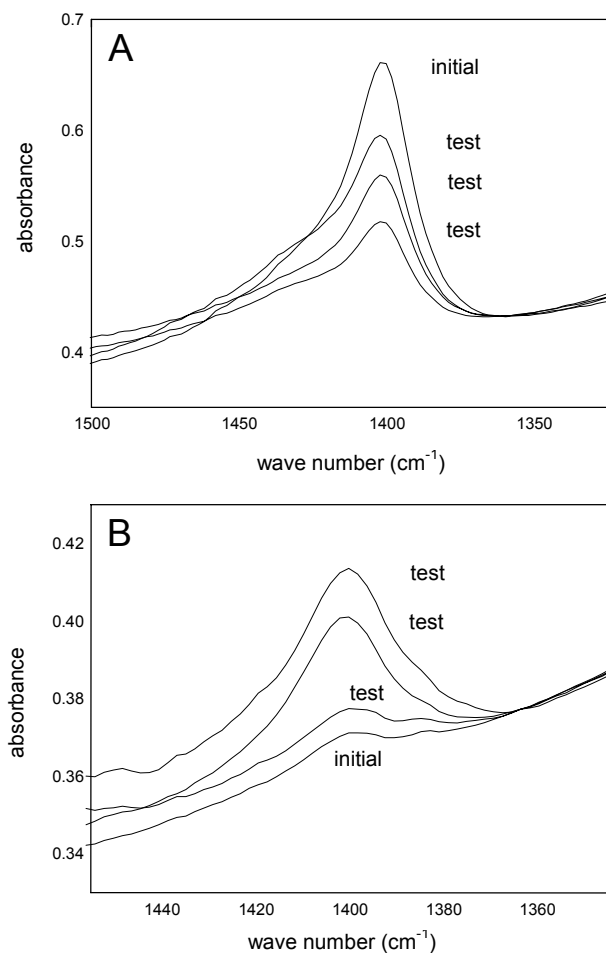 A
0.7
0.6
0.5
0.4
absorbance
initial
test
test
test
1500 1450 1400 1350
wave number (cm⁻¹)
B
0.42
0.40
0.38
0.36
0.34
absorbance
test
test
test
initial
1440 1420 1400 1380 1360
wave number (cm⁻¹)